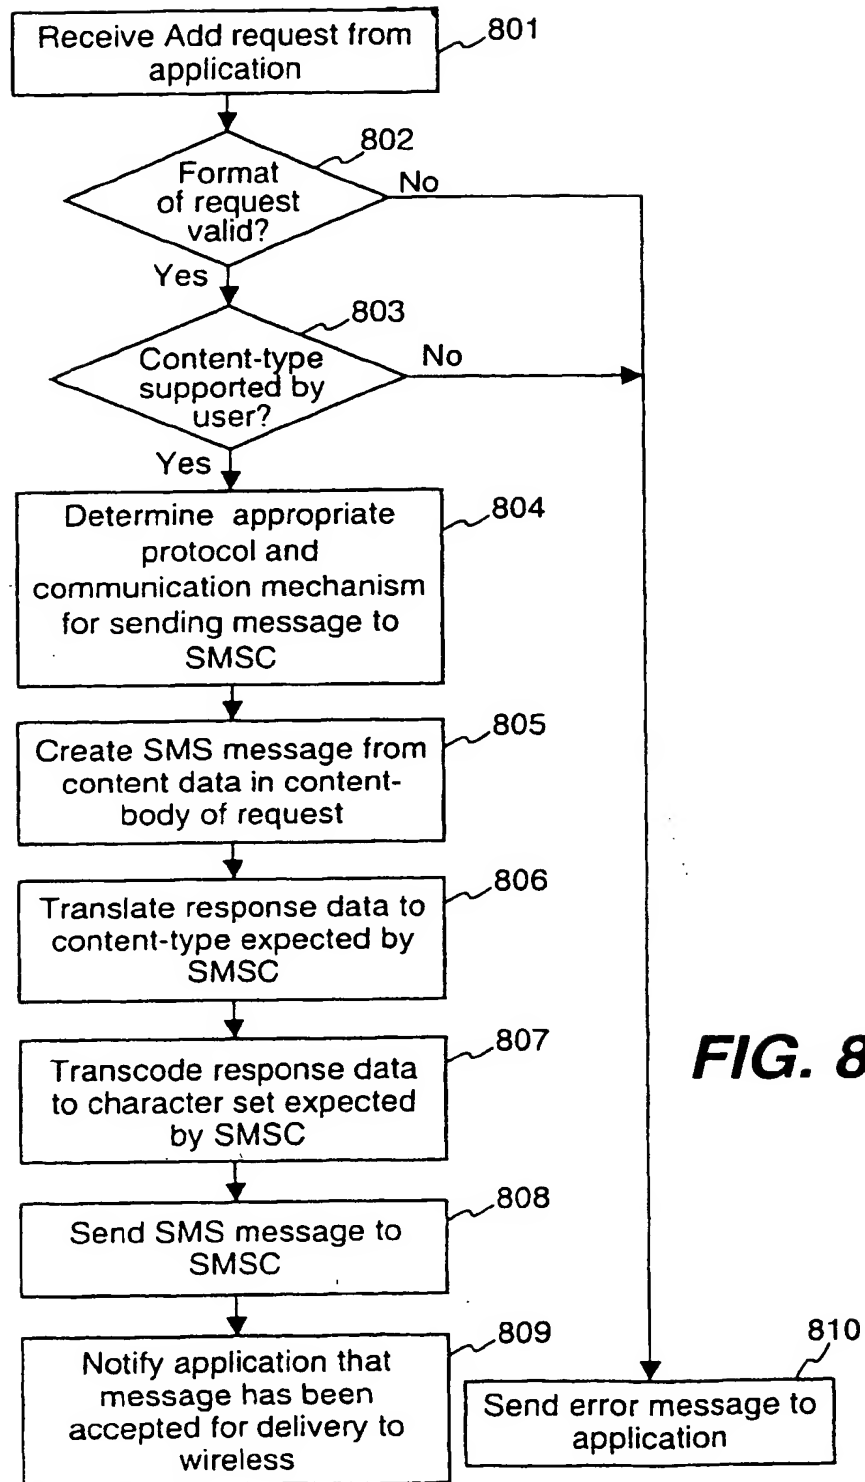 Receive Add request from
application
801
802
Format
of request
valid?
No
Yes
803
Content-type
supported by
user?
No
Yes
804
Determine appropriate
protocol and
communication mechanism
for sending message to
SMSC
805
Create SMS message from
content data in content-
body of request
806
Translate response data to
content-type expected by
SMSC
807
Transcode response data
to character set expected
by SMSC
FIG. 8
808
Send SMS message to
SMSC
809
Notify application that
message has been
accepted for delivery to
wireless
810
Send error message to
application